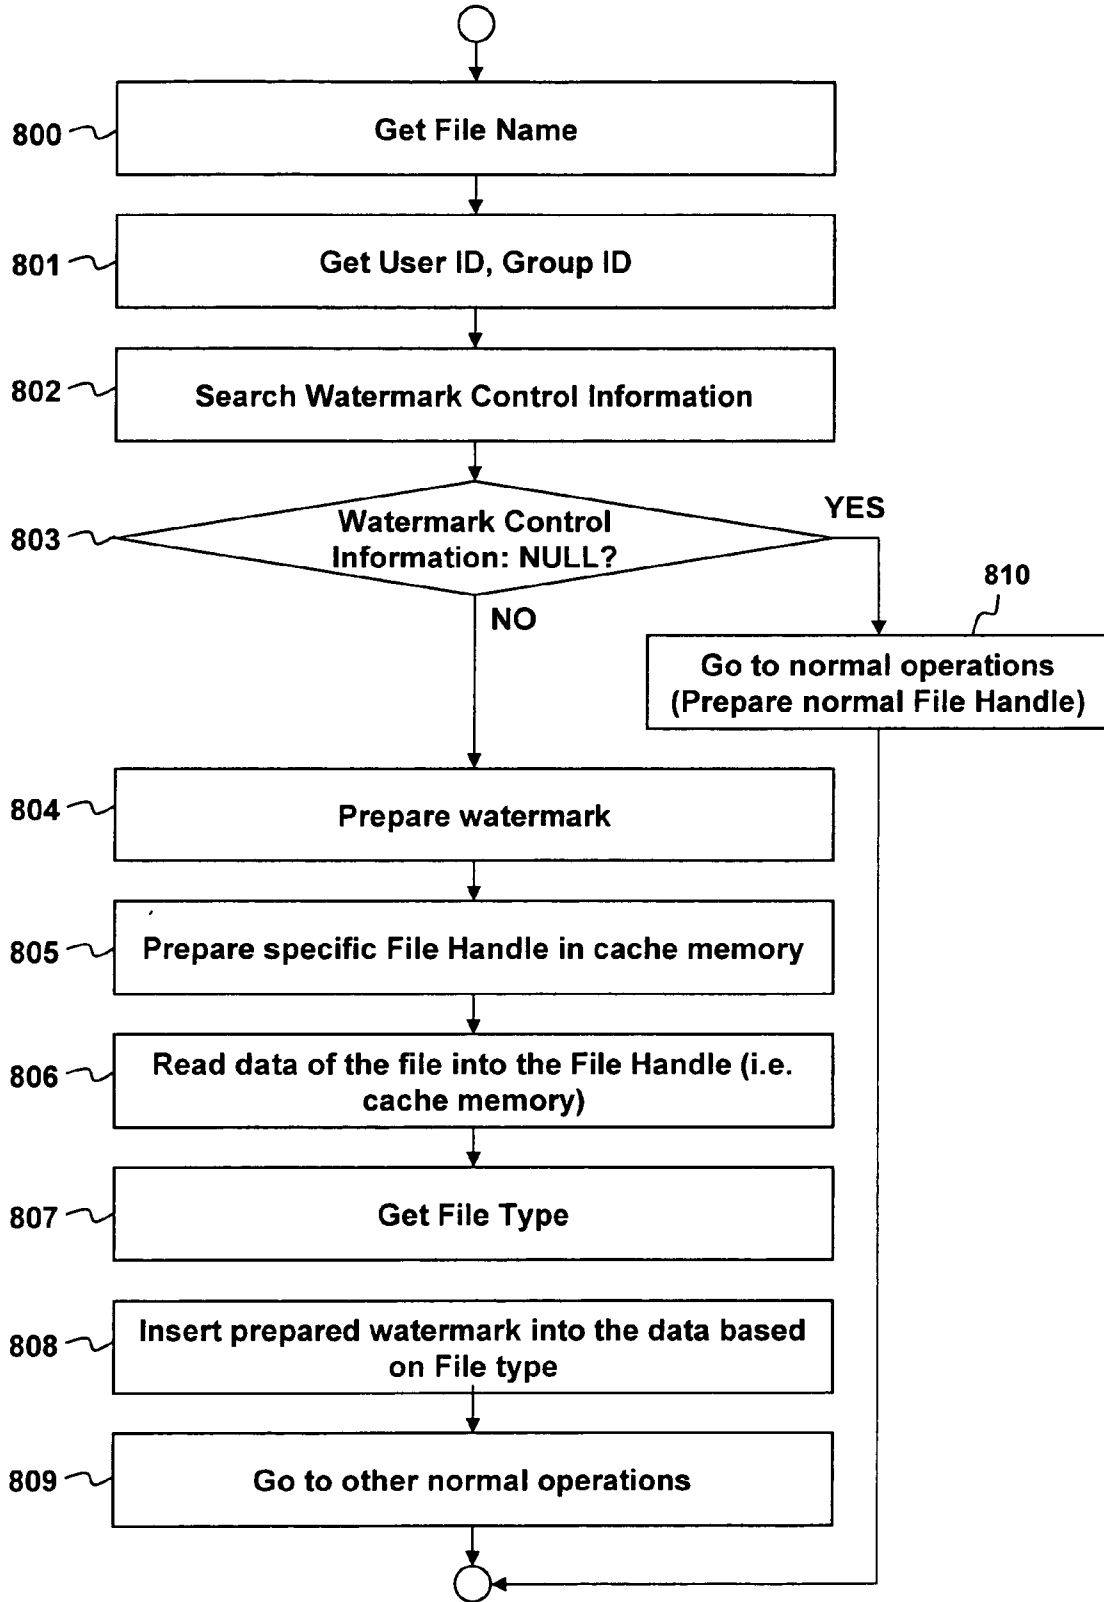 800
Get File Name
801
Get User ID, Group ID
802
Search Watermark Control Information
803
Watermark Control
Information: NULL?
YES
NO
810
Go to normal operations
(Prepare normal File Handle)
804
Prepare watermark
805
Prepare specific File Handle in cache memory
806
Read data of the file into the File Handle (i.e.
cache memory)
807
Get File Type
808
Insert prepared watermark into the data based
on File type
809
Go to other normal operations